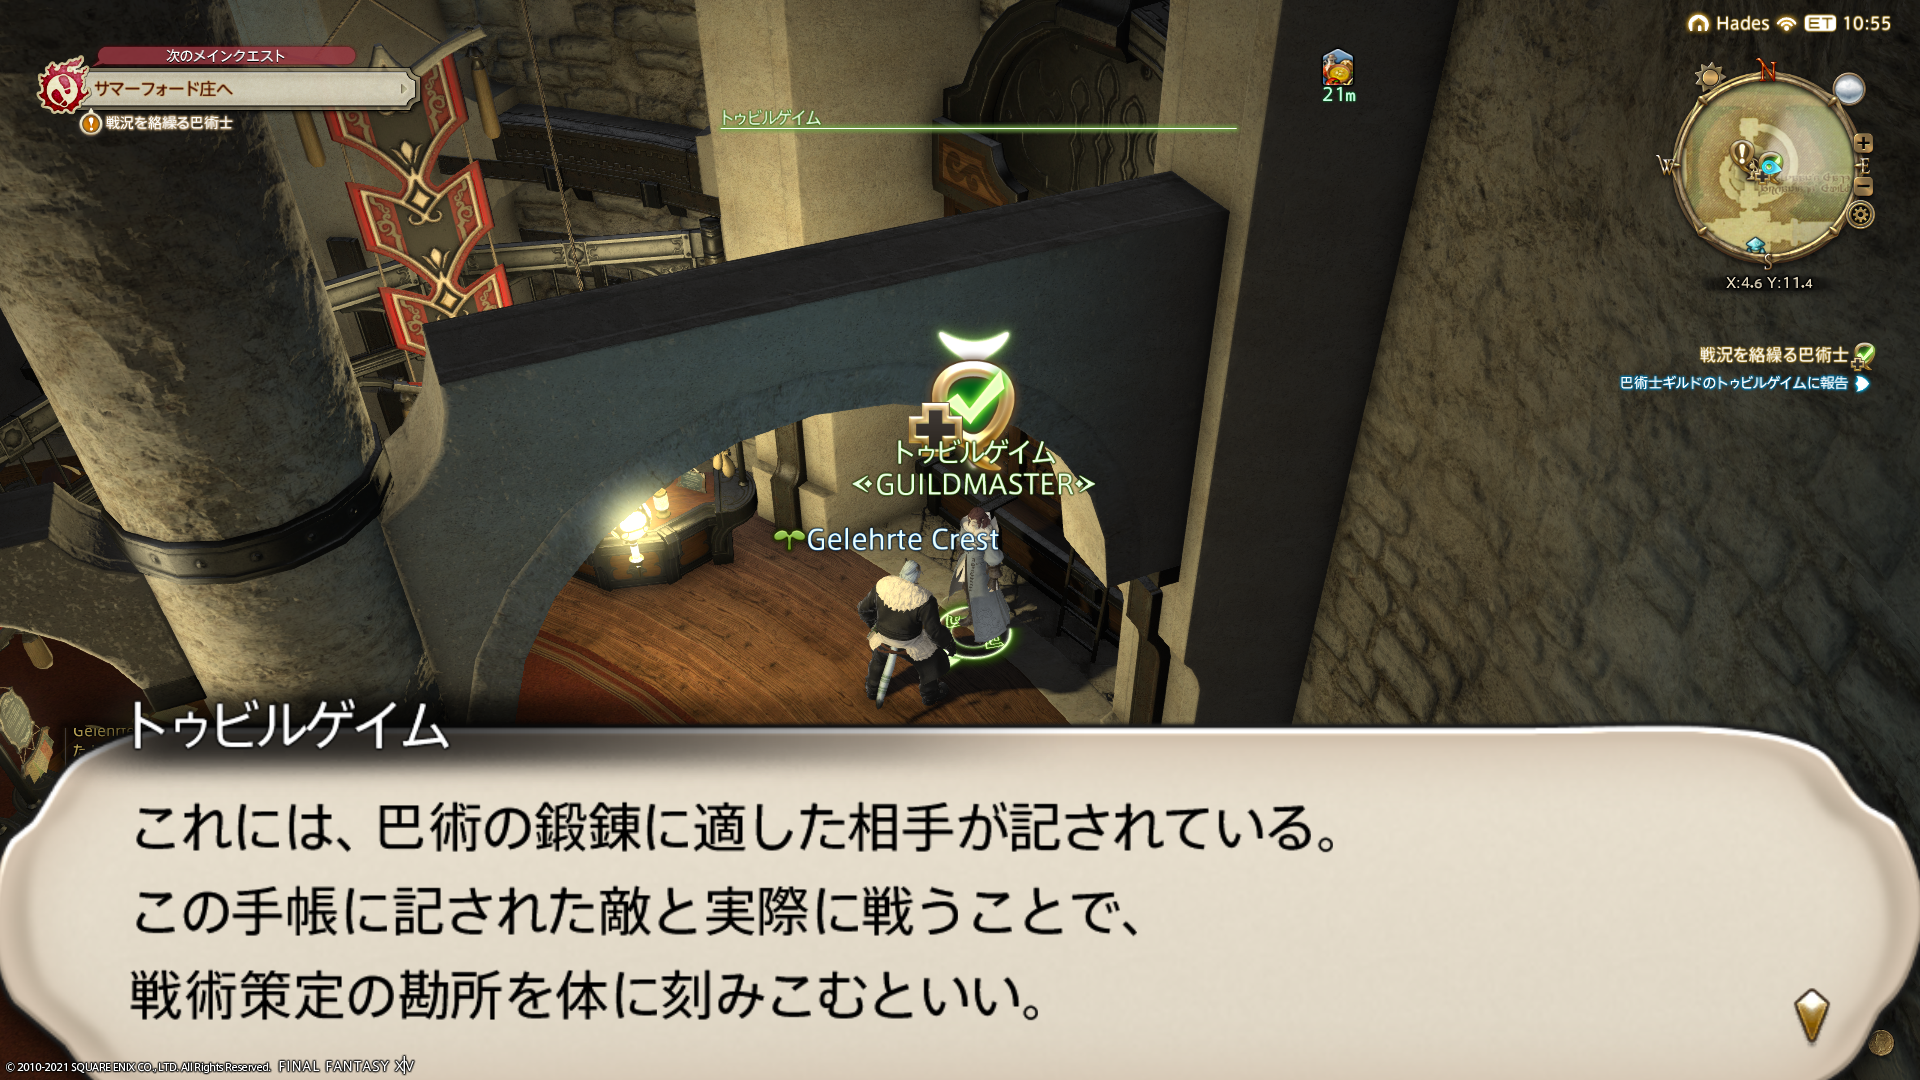 Hades ET 10:55
次のメインクエスト
サマーフォード庄へ
戦況を絡繰る巴術士
トゥビルゲイム
21m
N
W
E
S
X:4.6 Y:11.4
戦況を絡繰る巴術士
巴術士ギルドのトゥビルゲイムに報告
トゥビルゲイム
<GUILDMASTER>
Gelehrte Crest
トゥビルゲイム
これには、巴術の鍛錬に適した相手が記されている。
この手帳に記された敵と実際に戦うことで、
戦術策定の勘所を体に刻みこむといい。
© 2010-2021 SQUARE ENIX CO., LTD. All Rights Reserved. FINAL FANTASY XIV